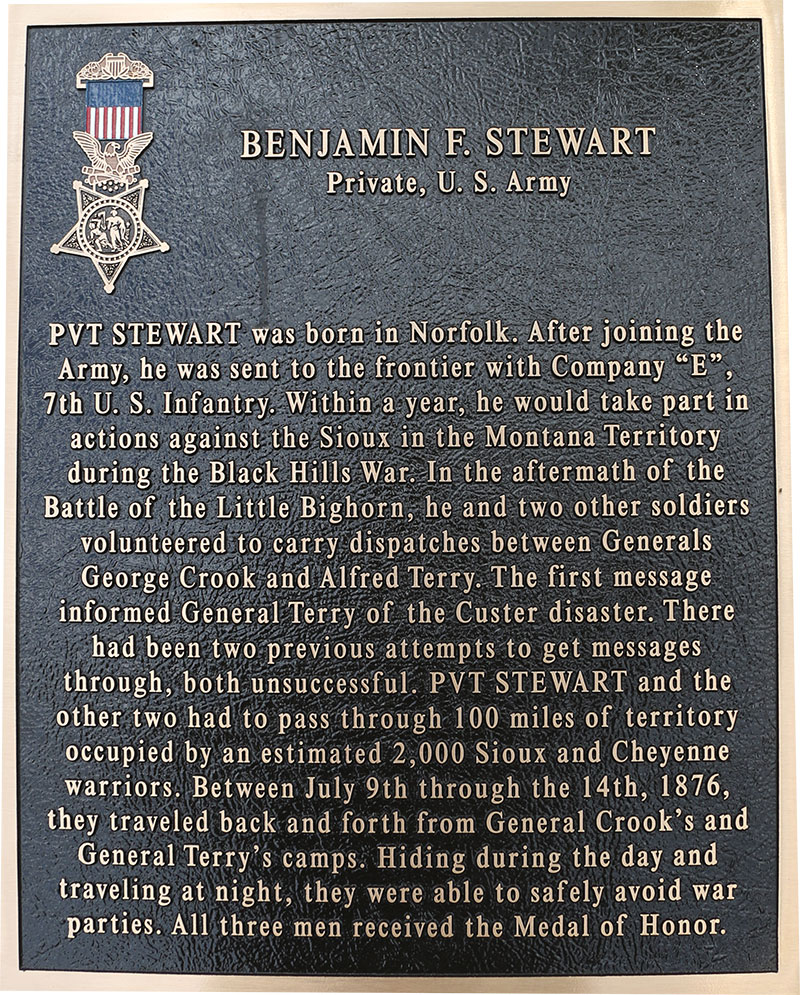 BENJAMIN F. STEWART
Private, U. S. Army
PVT STEWART was born in Norfolk. After joining the
Army, he was sent to the frontier with Company “E”,
7th U. S. Infantry. Within a year, he would take part in
actions against the Sioux in the Montana Territory
during the Black Hills War. In the aftermath of the
Battle of the Little Bighorn, he and two other soldiers
volunteered to carry dispatches between Generals
George Crook and Alfred Terry. The first message
informed General Terry of the Custer disaster. There
had been two previous attempts to get messages
through, both unsuccessful. PVT STEWART and the
other two had to pass through 100 miles of territory
occupied by an estimated 2,000 Sioux and Cheyenne
warriors. Between July 9th through the 14th, 1876,
they traveled back and forth from General Crook’s and
General Terry’s camps. Hiding during the day and
traveling at night, they were able to safely avoid war
parties. All three men received the Medal of Honor.